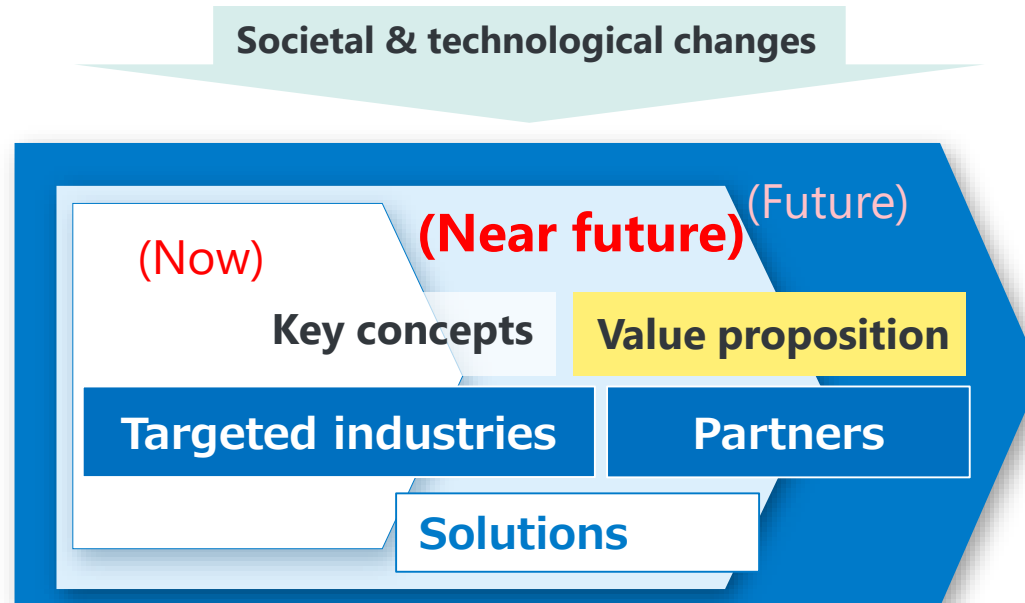 Societal & technological changes
(Now)
(Near future)
(Future)
Key concepts
Value proposition
Targeted industries
Partners
Solutions